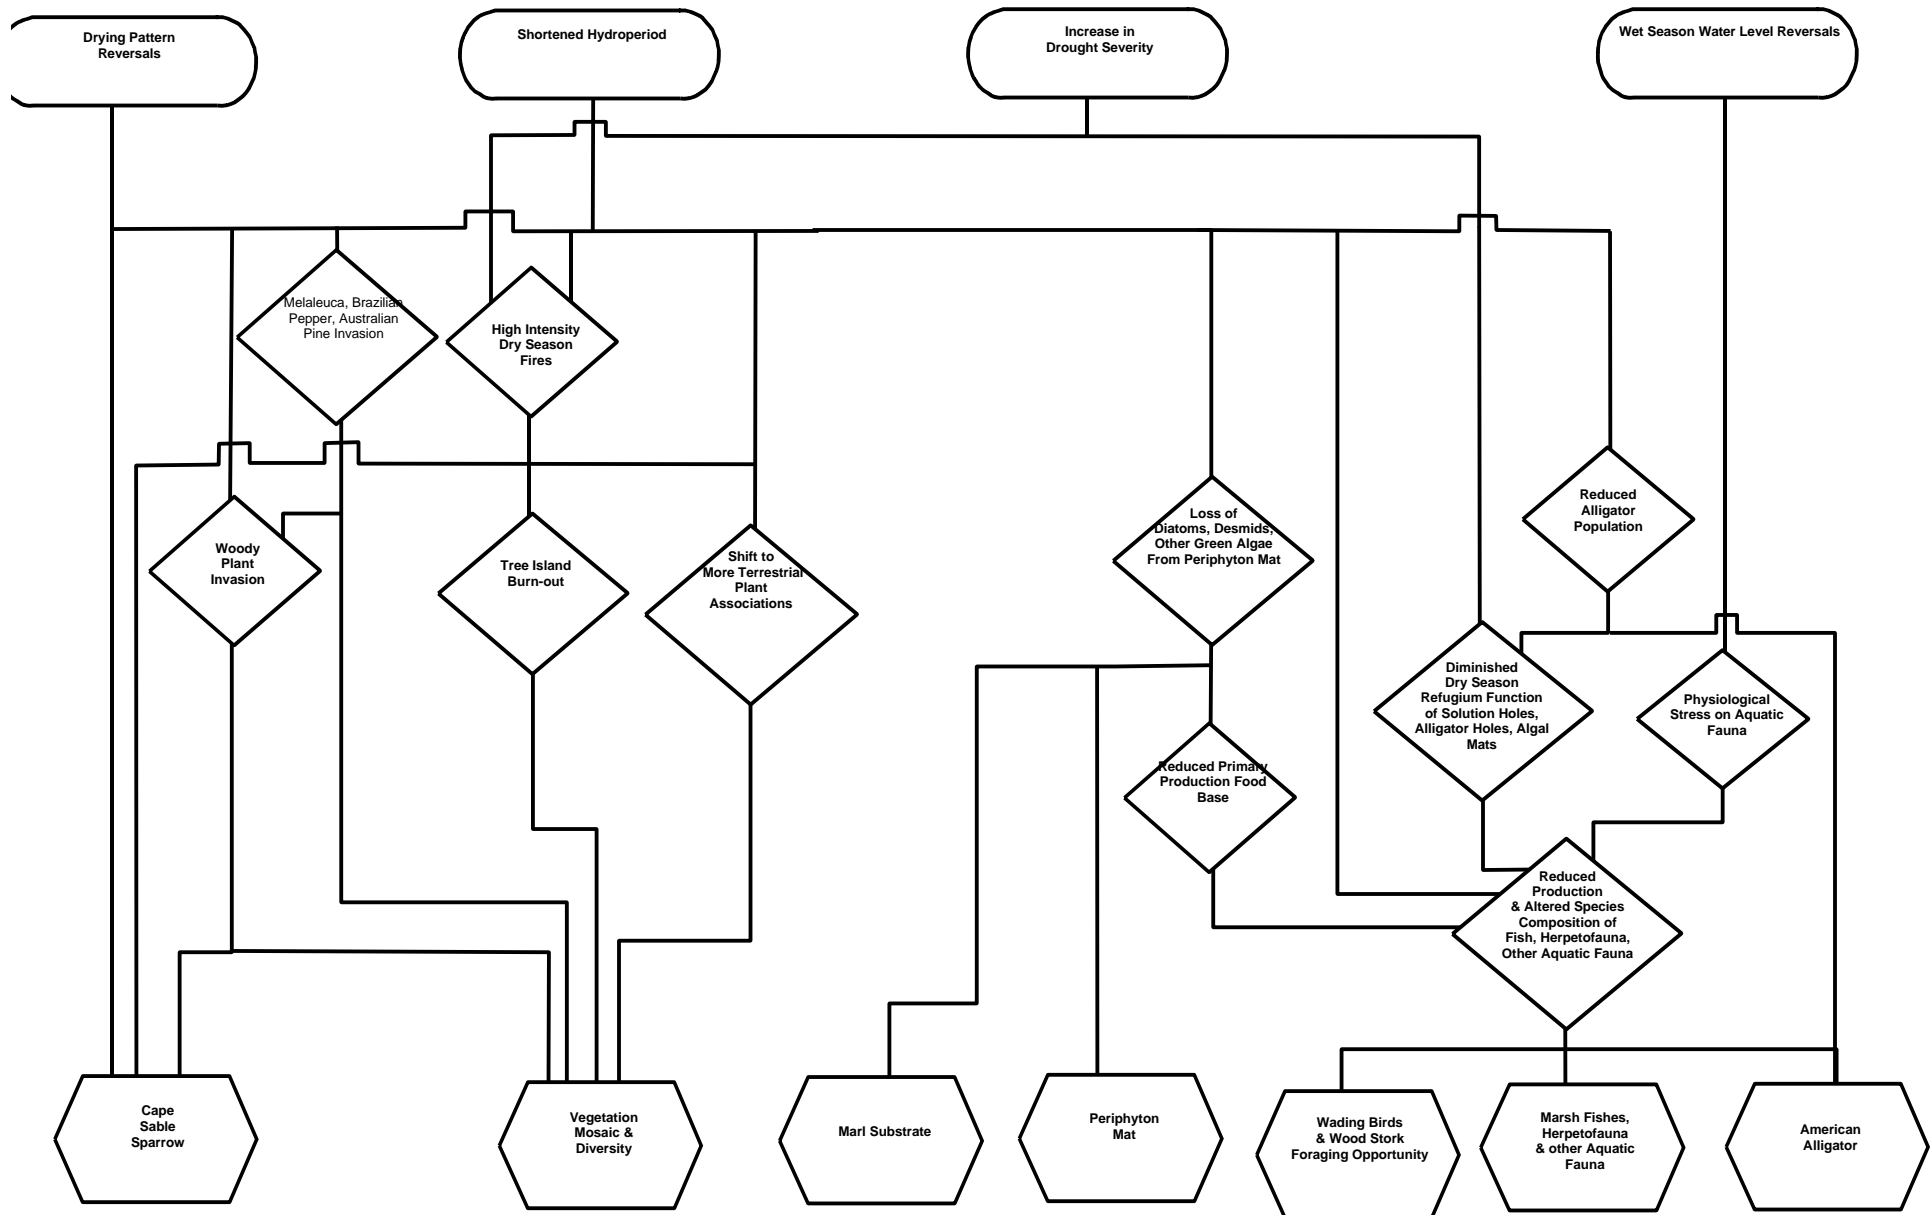 Drying Pattern
Reversals
Shortened Hydroperiod
Increase in
Drought Severity
Wet Season Water Level Reversals
Melaleuca, Brazilian
Pepper, Australian
Pine Invasion
High Intensity
Dry Season
Fires
Woody
Plant
Invasion
Tree Island
Burn-out
Shift to
More Terrestrial
Plant
Associations
Loss of
Diatoms, Desmids,
Other Green Algae
From Periphyton Mat
Reduced
Alligator
Population
Diminished
Dry Season
Refugium Function
of Solution Holes,
Alligator Holes, Algal
Mats
Physiological
Stress on Aquatic
Fauna
Reduced Primary
Production Food
Base
Reduced
Production
& Altered Species
Composition of
Fish, Herpetofauna,
Other Aquatic Fauna
Cape
Sable
Sparrow
Vegetation
Mosaic &
Diversity
Marl Substrate
Periphyton
Mat
Wading Birds
& Wood Stork
Foraging Opportunity
Marsh Fishes,
Herpetofauna
& other Aquatic
Fauna
American
Alligator